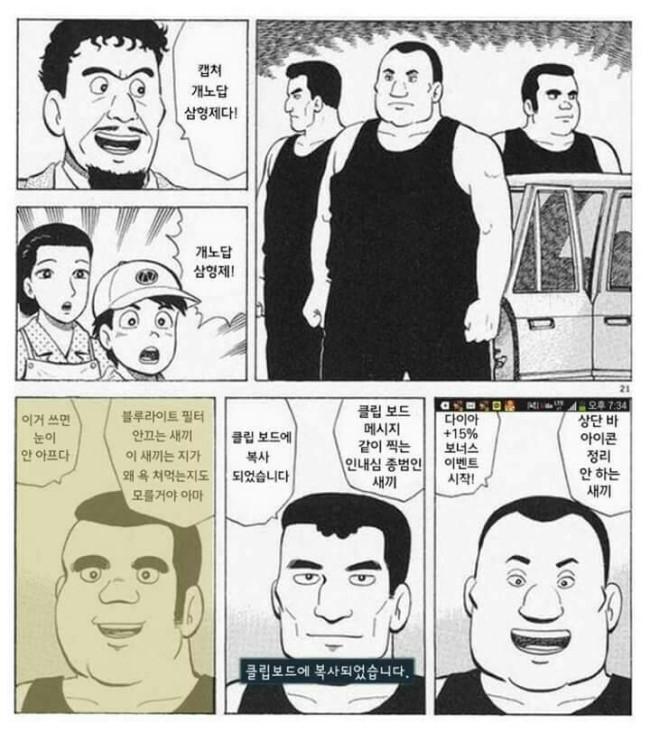 캡쳐
개노답
삼형제다!
개노답
삼형제!
21
이거 쓰면
눈이
안 아프다
블루라이트 필터
안끄는 새끼
이 새끼는 지가
왜 욕 쳐먹는지도
모를거야 아마
클립 보드에
복사
되었습니다
클립 보드
메시지
같이 찍는
인내심 종범인
새끼
클립보드에 복사되었습니다.
오후 7:34
다이아
+15%
보너스
이벤트
시작!
상단 바
아이콘
정리
안 하는
새끼